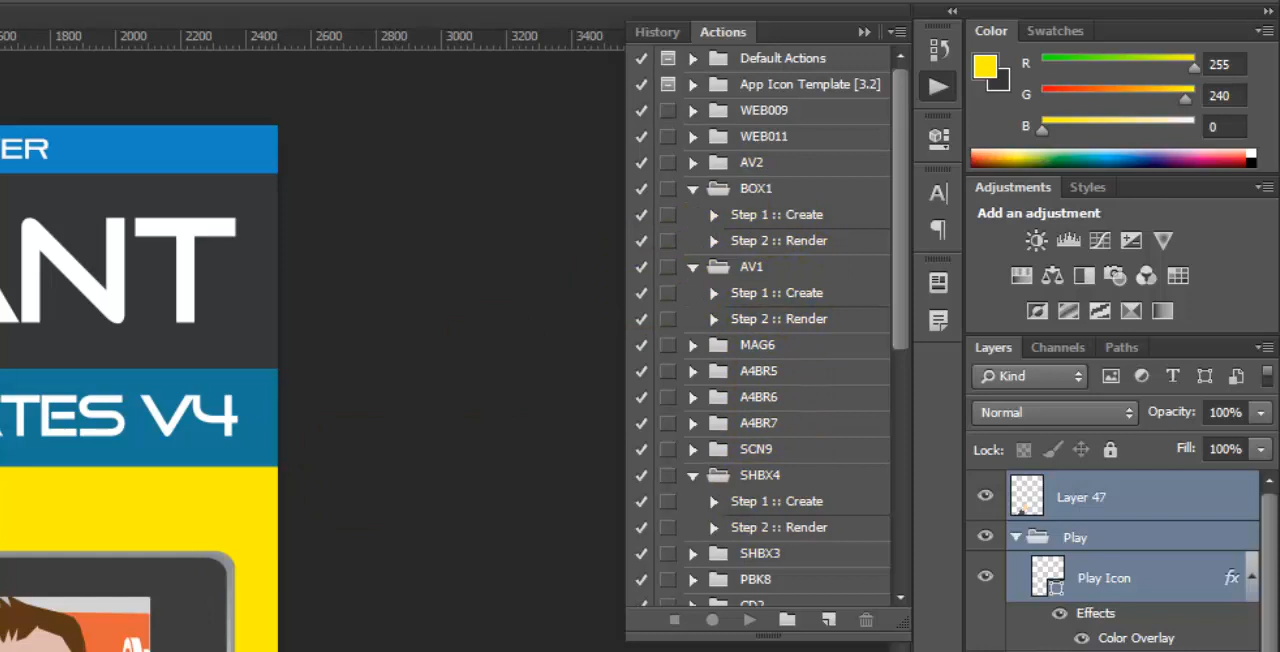 1800 2000 2200 2400 2600 2800 3000 3200 3400
ER
ANT
ATES V4
History Actions
Default Actions
App Icon Template [3.2]
WEB009
WEB011
AV2
BOX1
Step 1 :: Create
Step 2 :: Render
AV1
Step 1 :: Create
Step 2 :: Render
MAG6
A4BR5
A4BR6
A4BR7
SCN9
SHBX4
Step 1 :: Create
Step 2 :: Render
SHBX3
PBK8
CD2
Color Swatches
R 255
G 240
B 0
Adjustments Styles
Add an adjustment
Layers Channels Paths
Kind
Normal Opacity: 100%
Lock: Fill: 100%
Layer 47
Play
Play Icon fx
Effects
Color Overlay